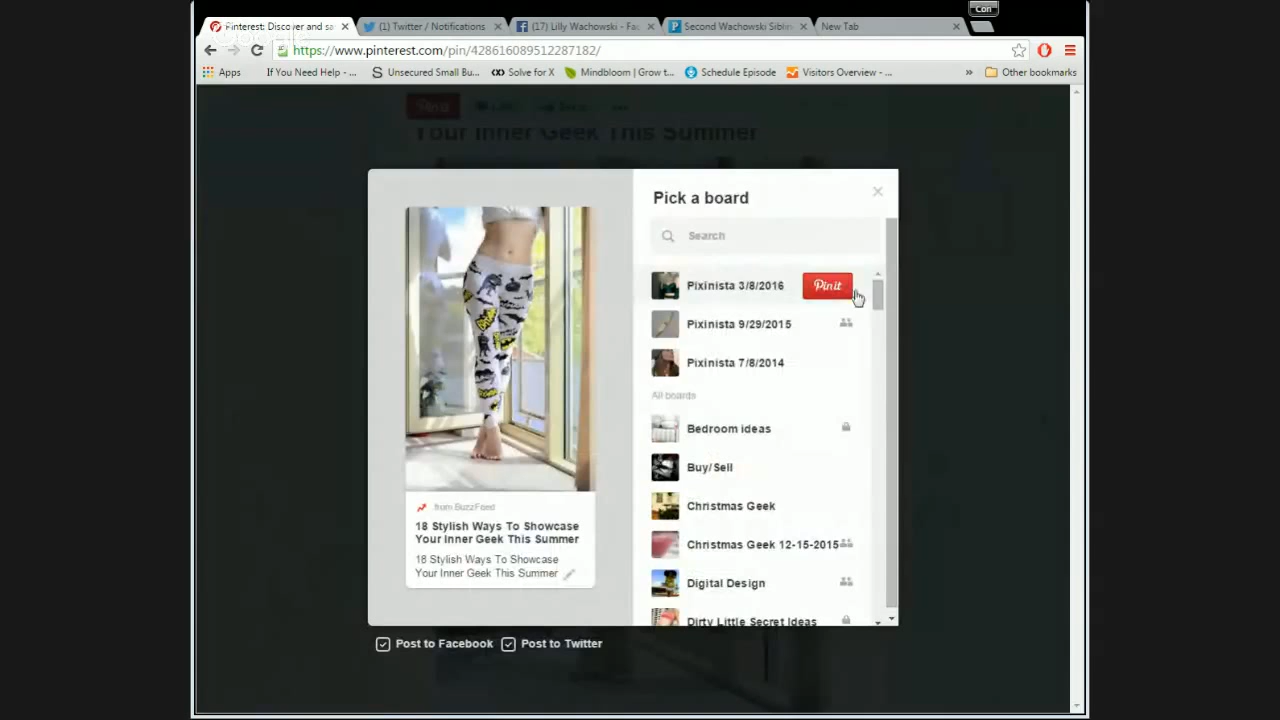 Con
Pinterest: Discover and sa
(1) Twitter / Notifications
(17) Lilly Wachowski - Fac
Second Wachowski Siblin
New Tab
https://www.pinterest.com/pin/428616089512287182/
Apps
If You Need Help - ...
Unsecured Small Bu...
Solve for X
Mindbloom | Grow t...
Schedule Episode
Visitors Overview - ...
»
Other bookmarks
Pin it
Your Inner Geek This Summer
Pick a board
Search
Pixinista 3/8/2016
Pin it
Pixinista 9/29/2015
Pixinista 7/8/2014
All boards
Bedroom ideas
Buy/Sell
Christmas Geek
Christmas Geek 12-15-2015
Digital Design
Dirty Little Secret Ideas
from BuzzFeed
18 Stylish Ways To Showcase
Your Inner Geek This Summer
18 Stylish Ways To Showcase
Your Inner Geek This Summer
Post to Facebook
Post to Twitter